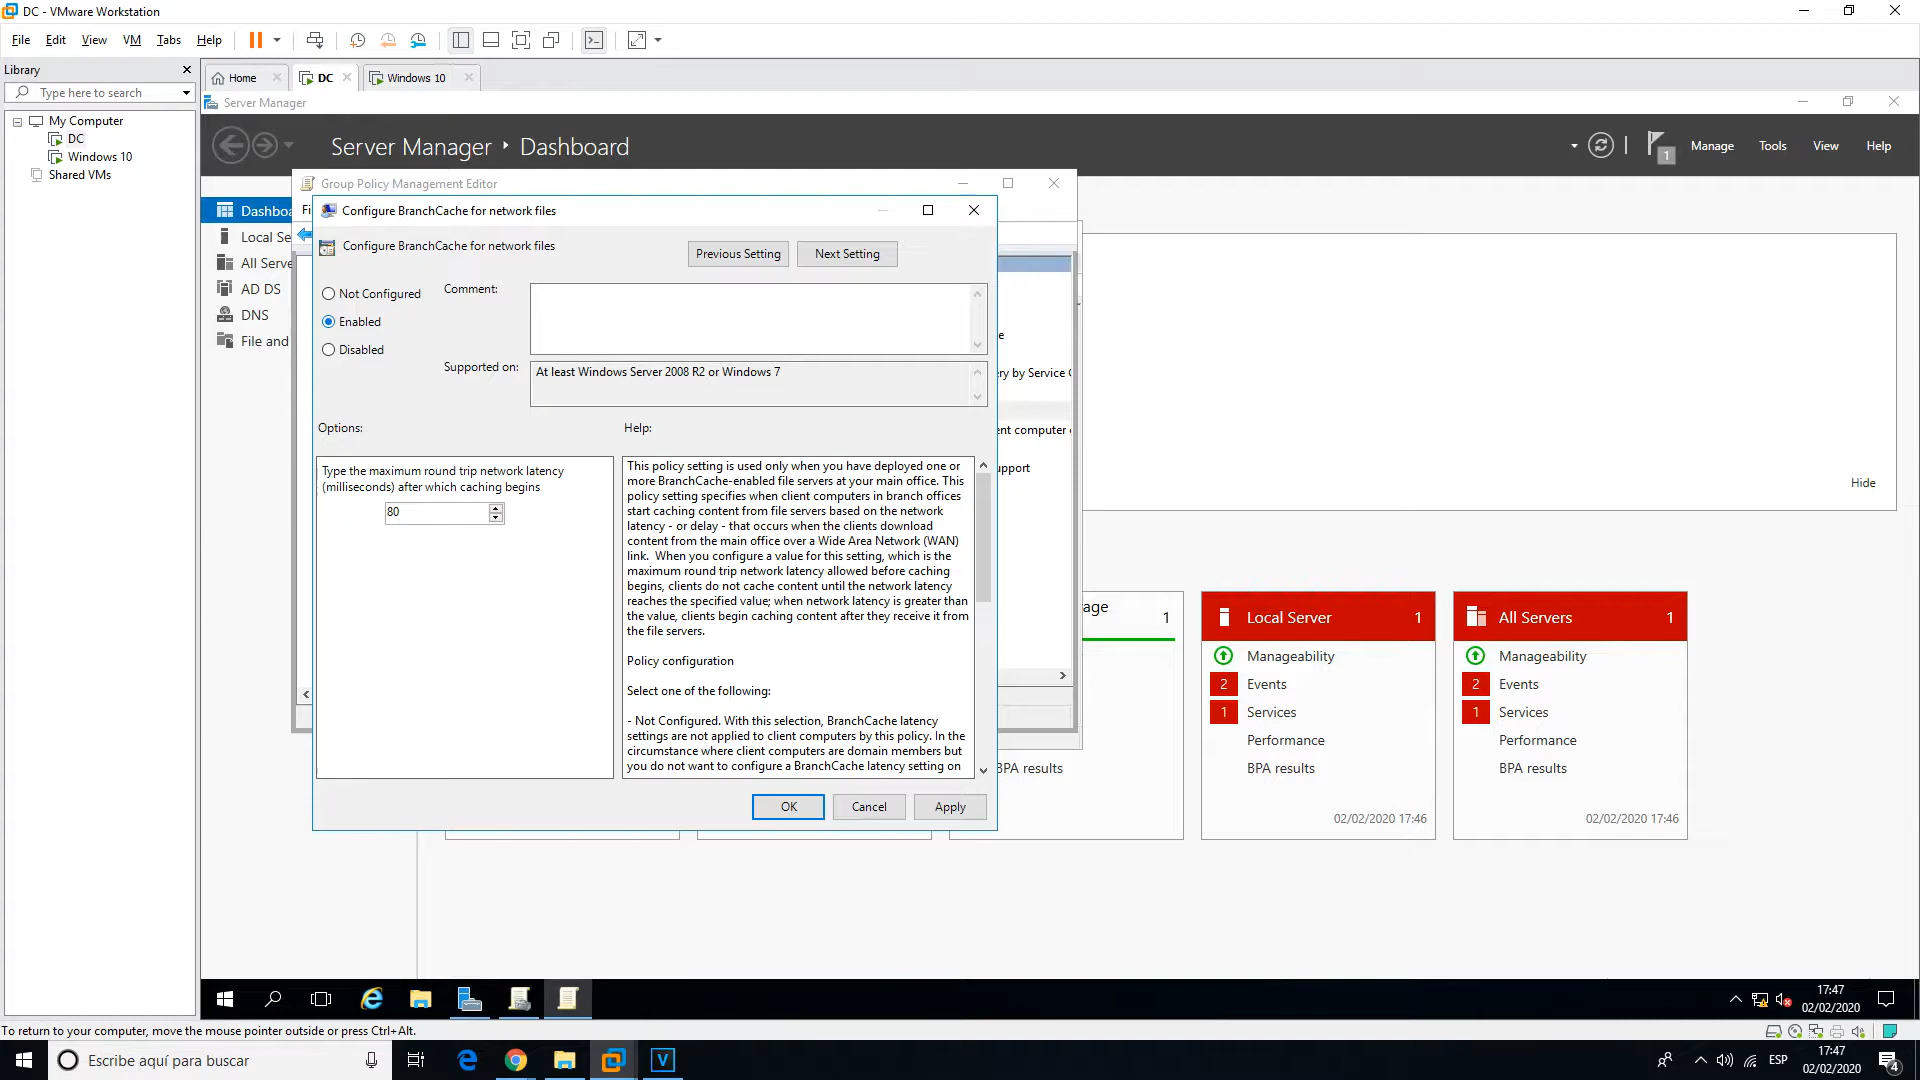 DC - VMware Workstation
File Edit View VM Tabs Help
Library
Home DC Windows 10
Type here to search
Server Manager
My Computer
DC
Windows 10
Shared VMs
Server Manager Dashboard
1
Manage Tools View Help
Group Policy Management Editor
Dashboa
Local Se
All Serve
AD DS
DNS
File and
Fi
Configure BranchCache for network files
Configure BranchCache for network files
Previous Setting Next Setting
Not Configured
Enabled
Disabled
Comment:
Supported on:
At least Windows Server 2008 R2 or Windows 7
e
ry by Service
ent computer
pport
Options:
Help:
Type the maximum round trip network latency
(milliseconds) after which caching begins
80
This policy setting is used only when you have deployed one or
more BranchCache-enabled file servers at your main office. This
policy setting specifies when client computers in branch offices
start caching content from file servers based on the network
latency - or delay - that occurs when the clients download
content from the main office over a Wide Area Network (WAN)
link. When you configure a value for this setting, which is the
maximum round trip network latency allowed before caching
begins, clients do not cache content until the network latency
reaches the specified value; when network latency is greater than
the value, clients begin caching content after they receive it from
the file servers.
Policy configuration
Select one of the following:
- Not Configured. With this selection, BranchCache latency
settings are not applied to client computers by this policy. In the
circumstance where client computers are domain members but
you do not want to configure a BranchCache latency setting on
OK Cancel Apply
Hide
age 1
BPA results
Local Server 1
Manageability
2 Events
1 Services
Performance
BPA results
02/02/2020 17:46
All Servers 1
Manageability
2 Events
1 Services
Performance
BPA results
02/02/2020 17:46
17:47
02/02/2020
To return to your computer, move the mouse pointer outside or press Ctrl+Alt.
Escribe aquí para buscar
V
ESP
17:47
02/02/2020
4